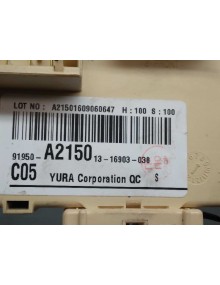 LOT NO : A21501609060647 H:100 S:100
91950- A2150 13-16903-038
C05 YURA Corporation QC S